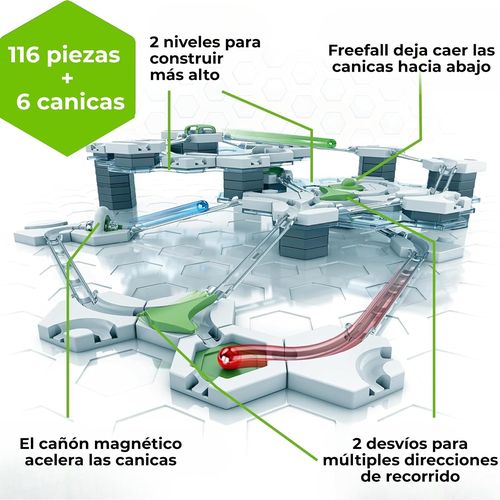 116 piezas
+
6 canicas
2 niveles para
construir
más alto
Freefall deja caer las
canicas hacia abajo
El cañón magnético
acelera las canicas
2 desvíos para
múltiples direcciones
de recorrido